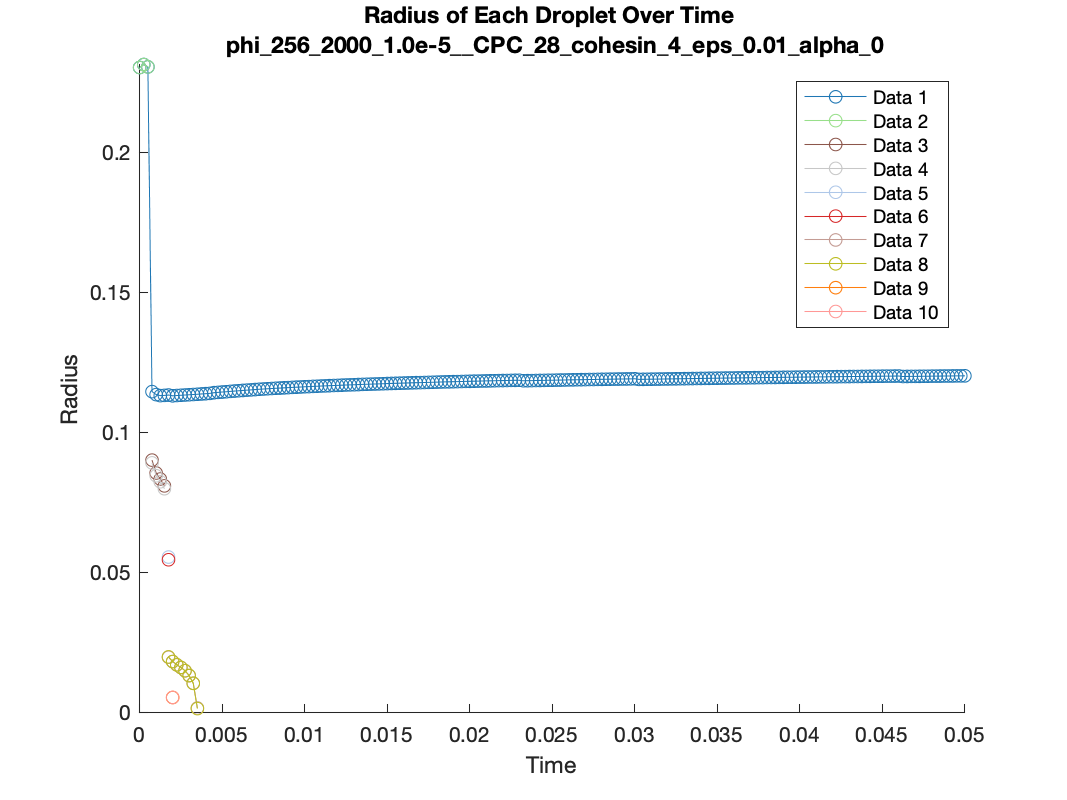 Radius of Each Droplet Over Time
phi_256_2000_1.0e-5__CPC_28_cohesin_4_eps_0.01_alpha_0
Data 1
Data 2
Data 3
Data 4
Data 5
Data 6
Data 7
Data 8
Data 9
Data 10
Radius
0.2
0.15
0.1
0.05
0
0
0.005
0.01
0.015
0.02
0.025
0.03
0.035
0.04
0.045
0.05
Time